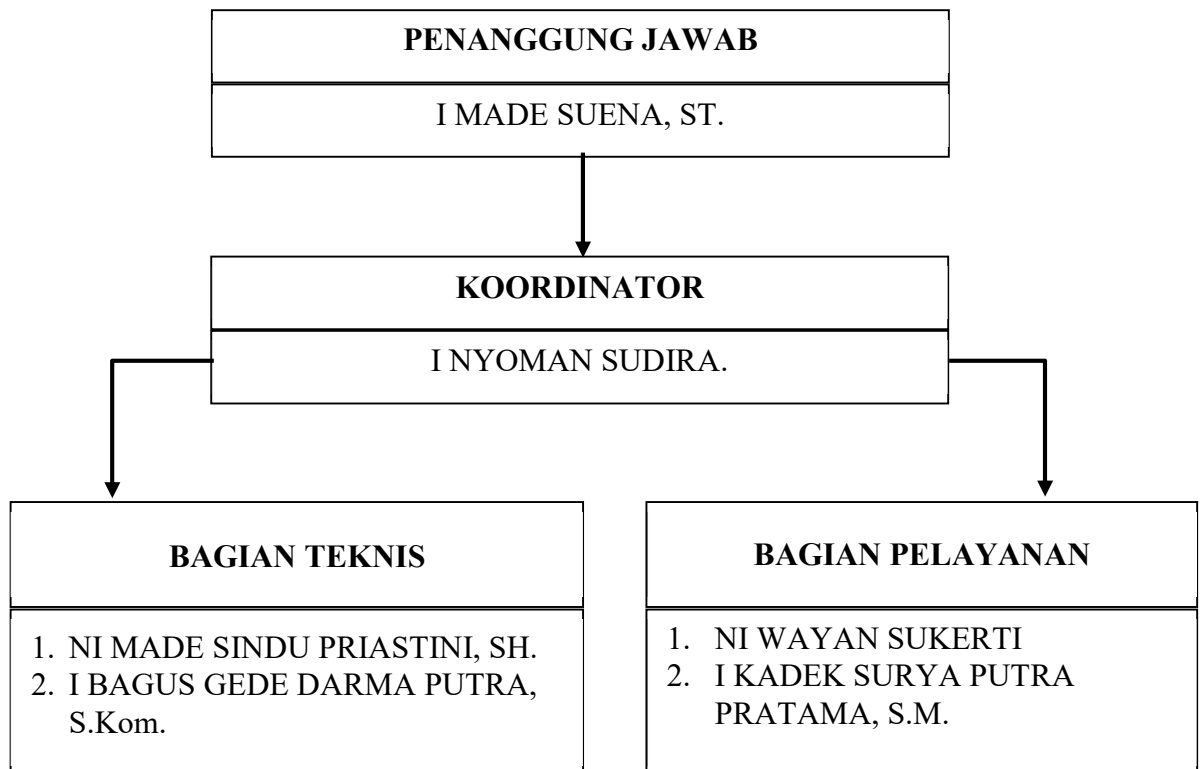 PENANGGUNG JAWAB
I MADE SUENA, ST.
KOORDINATOR
I NYOMAN SUDIRA.
BAGIAN TEKNIS
1. NI MADE SINDU PRIASTINI, SH.
2. I BAGUS GEDE DARMA PUTRA,
S.Kom.
BAGIAN PELAYANAN
1. NI WAYAN SUKERTI
2. I KADEK SURYA PUTRA
PRATAMA, S.M.